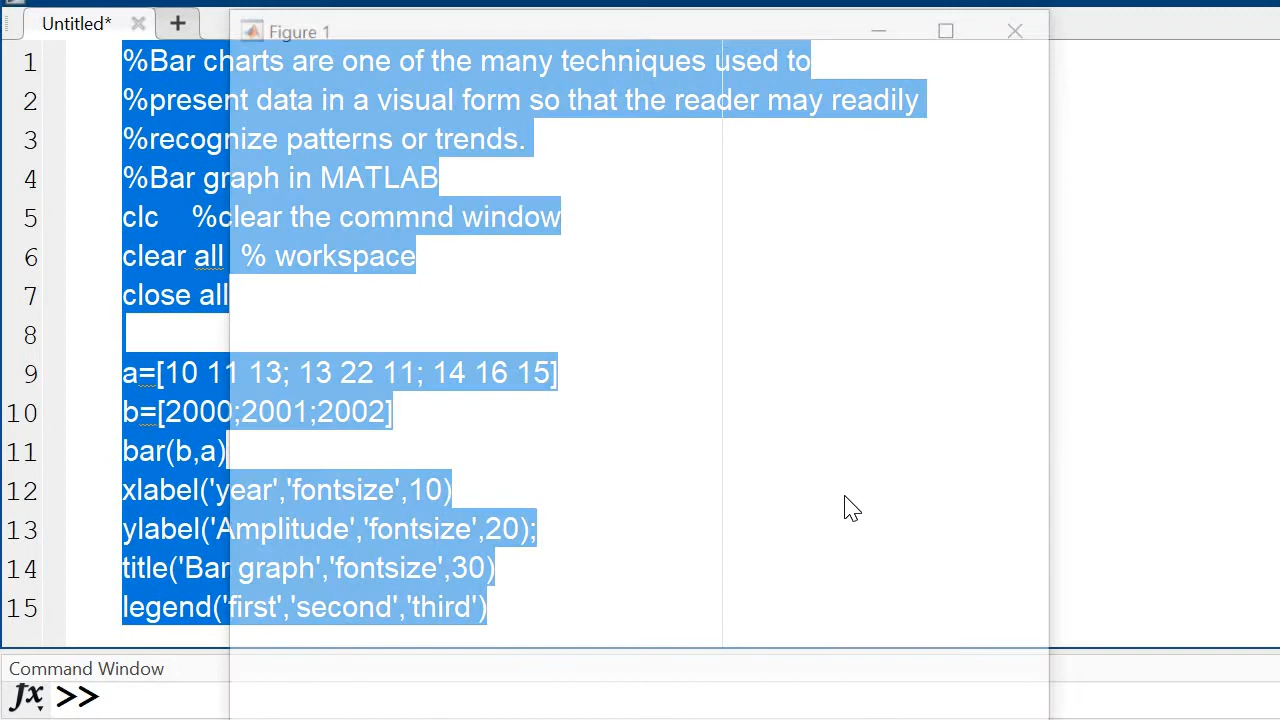 Untitled* × +
Figure 1
1 %Bar charts are one of the many techniques used to
2 %present data in a visual form so that the reader may readily
3 %recognize patterns or trends.
4 %Bar graph in MATLAB
5 clc %clear the commnd window
6 clear all % workspace
7 close all
8
9 a=[10 11 13; 13 22 11; 14 16 15]
10 b=[2000;2001;2002]
11 bar(b,a)
12 xlabel('year','fontsize',10)
13 ylabel('Amplitude','fontsize',20);
14 title('Bar graph','fontsize',30)
15 legend('first','second','third')
Command Window
fx >>